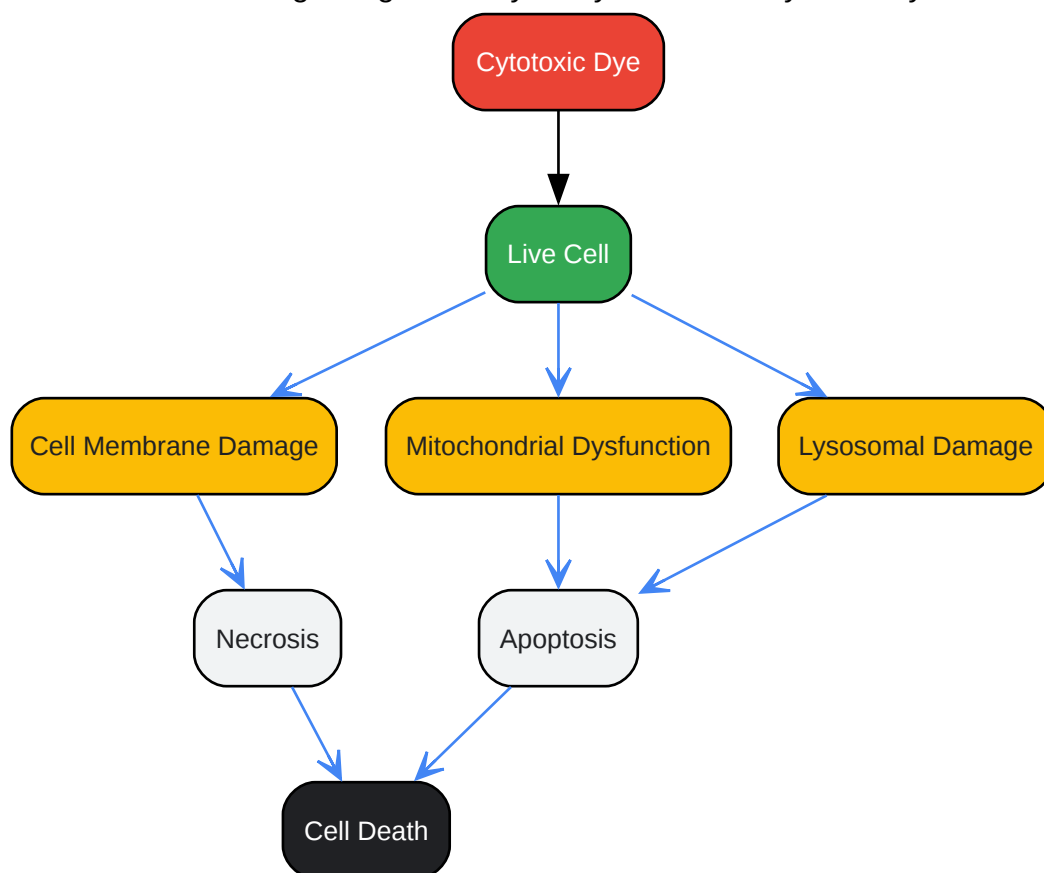 Cytotoxic Dye
Live Cell
Cell Membrane Damage
Mitochondrial Dysfunction
Lysosomal Damage
Necrosis
Apoptosis
Cell Death